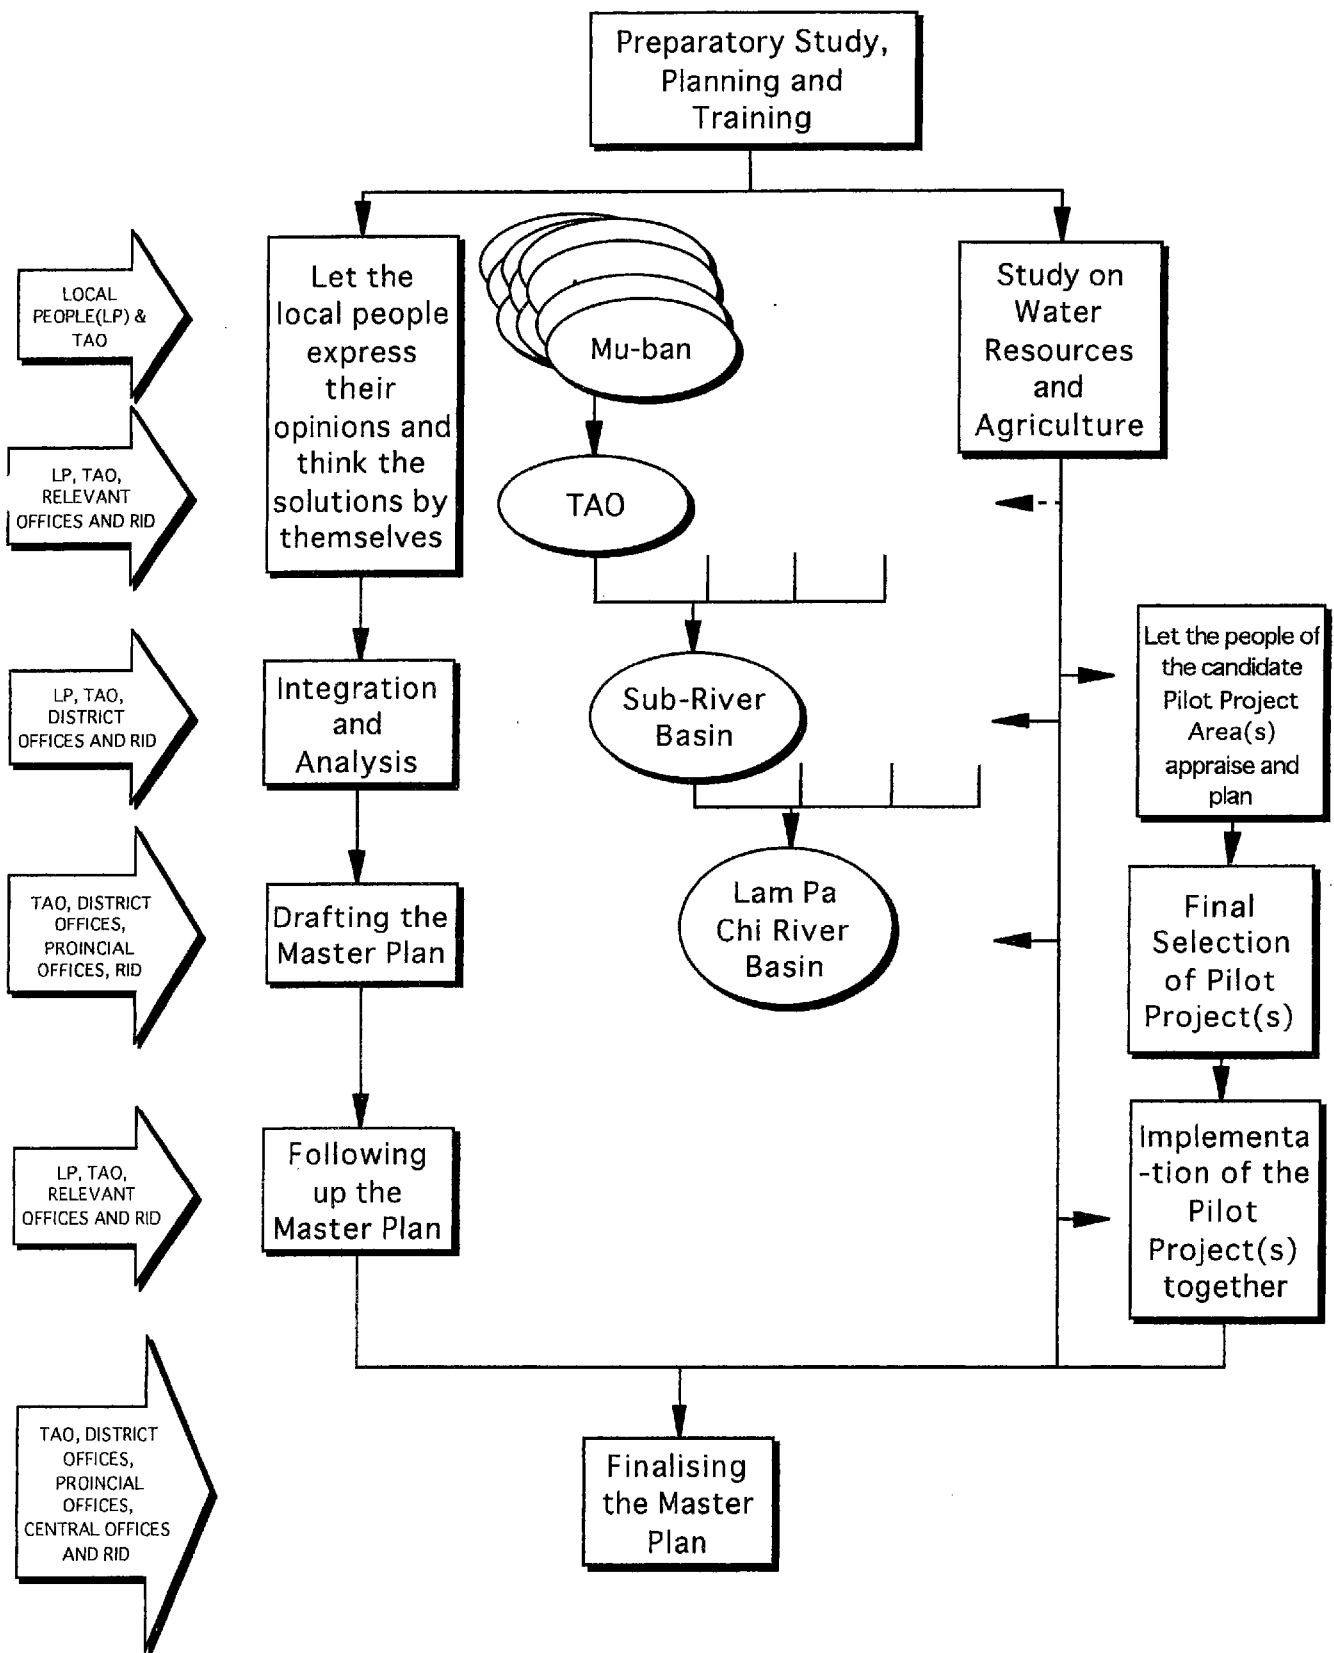 Preparatory Study,
Planning and
Training
LOCAL
PEOPLE(LP) &
TAO
Let the
local people
express
their
opinions and
think the
solutions by
themselves
Mu-ban
Study on
Water
Resources
and
Agriculture
LP, TAO,
RELEVANT
OFFICES AND RID
TAO
LP, TAO,
DISTRICT
OFFICES AND RID
Integration
and
Analysis
Sub-River
Basin
Let the people of
the candidate
Pilot Project
Area(s)
appraise and
plan
TAO, DISTRICT
OFFICES,
PROINCIAL
OFFICES, RID
Drafting the
Master Plan
Lam Pa
Chi River
Basin
Final
Selection
of Pilot
Project(s)
LP, TAO,
RELEVANT
OFFICES AND RID
Following
up the
Master Plan
Implementa
-tion of the
Pilot
Project(s)
together
TAO, DISTRICT
OFFICES,
PROINCIAL
OFFICES,
CENTRAL OFFICES
AND RID
Finalising
the Master
Plan